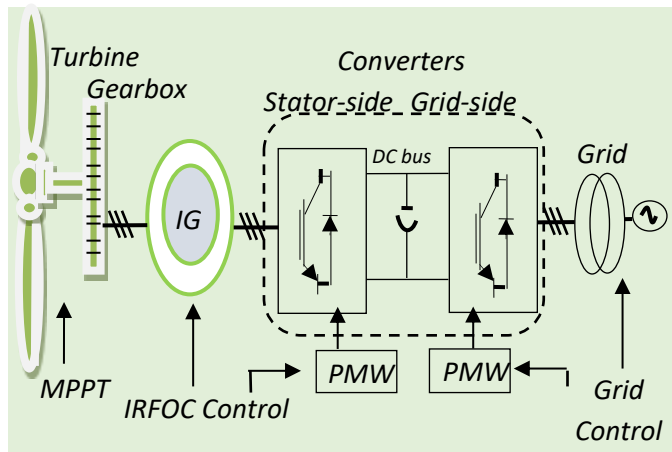 Turbine
Gearbox
Converters
Stator-side Grid-side
DC bus
Grid
IG
MPPT
IRFOC Control
PMW
PMW
Grid
Control